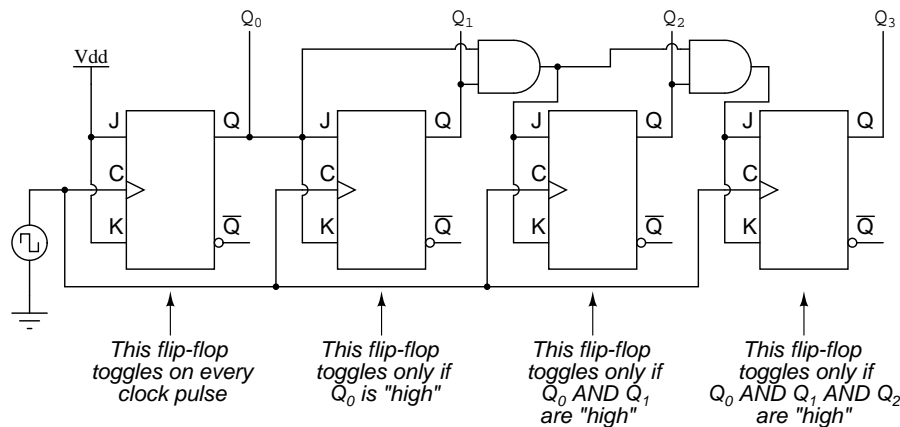 Q0 Q1 Q2 Q3
Vdd
J Q J Q J Q J Q
C C C C
K Q K Q K Q K Q
This flip-flop
toggles on every
clock pulse
This flip-flop
toggles only if
Q0 is "high"
This flip-flop
toggles only if
Q0 AND Q1
are "high"
This flip-flop
toggles only if
Q0 AND Q1 AND Q2
are "high"